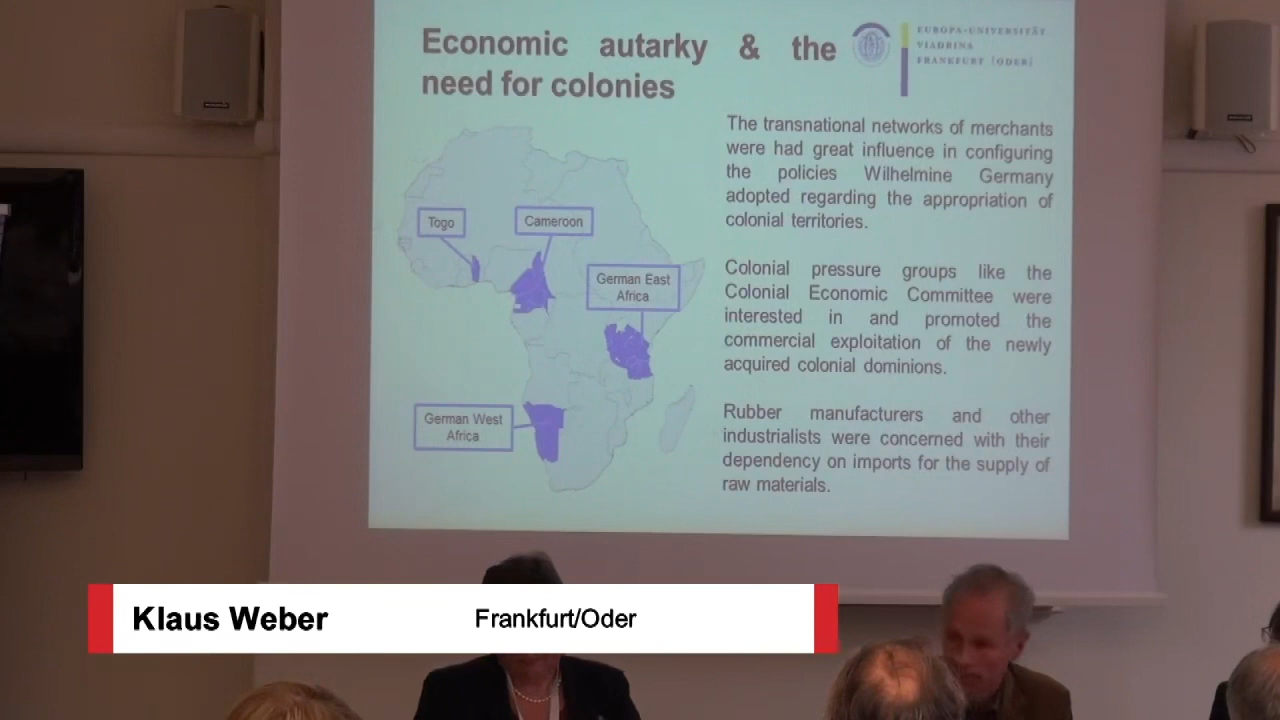 Economic autarky & the
need for colonies
EUROPA-UNIVERSITÄT
VIADRINA
FRANKFURT (ODER)
Togo
Cameroon
German East
Africa
German West
Africa
The transnational networks of merchants
were had great influence in configuring
the policies Wilhelmine Germany
adopted regarding the appropriation of
colonial territories.
Colonial pressure groups like the
Colonial Economic Committee were
interested in and promoted the
commercial exploitation of the newly
acquired colonial dominions.
Rubber manufacturers and other
industrialists were concerned with their
dependency on imports for the supply of
raw materials.
Klaus Weber Frankfurt/Oder